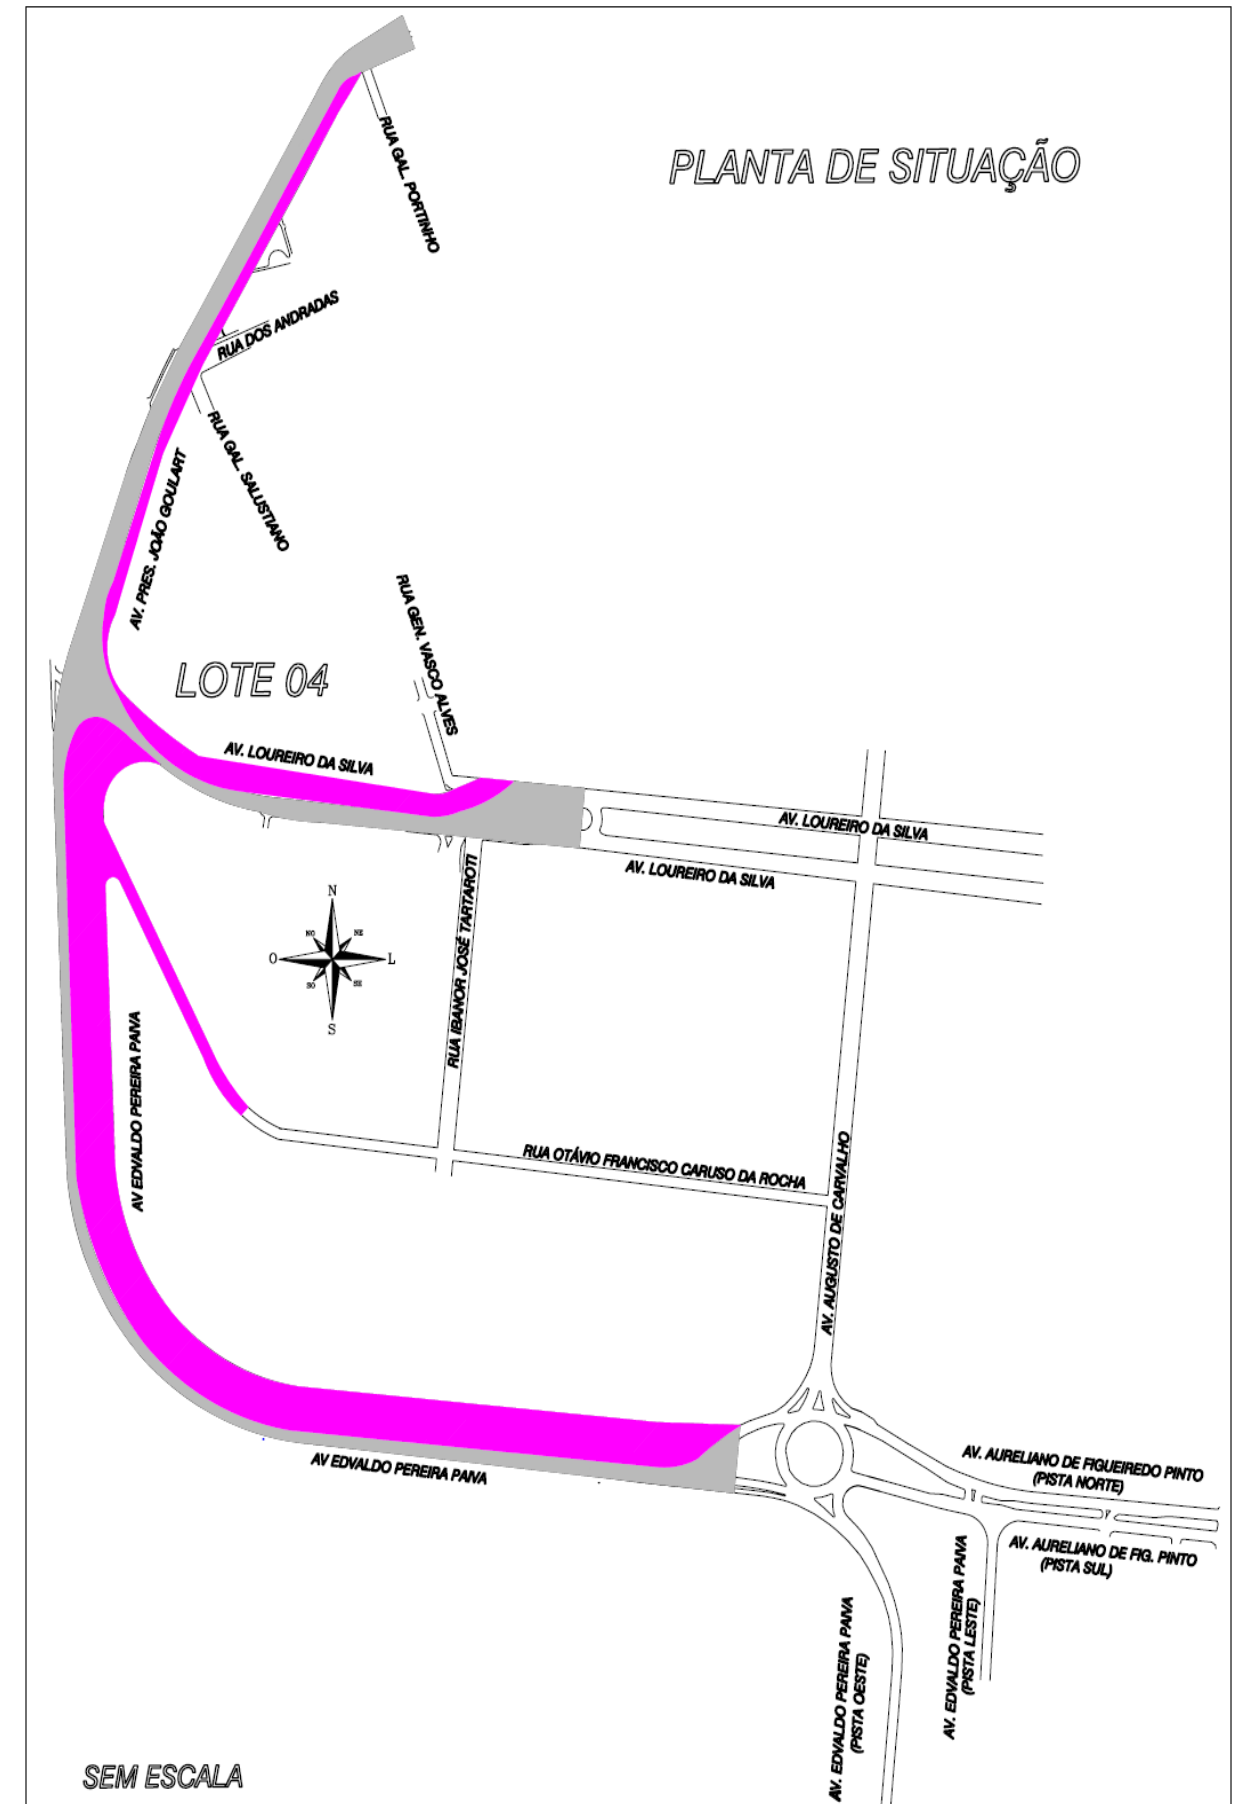 PLANTA DE SITUAÇÃO
RUA GAL. PORTINHO
RUA DOS ANDRADAS
RUA GAL. SALUSTIANO
AV. PRES. JOÃO GOULART
RUA GEN. VASCO ALVES
LOTE 04
AV. LOUREIRO DA SILVA
AV. LOUREIRO DA SILVA
AV. LOUREIRO DA SILVA
RUA IBANOR JOSÉ TARTAROTI
N
NO
NE
O
L
SO
SE
S
AV EDVALDO PEREIRA PAIVA
RUA OTÁVIO FRANCISCO CARUSO DA ROCHA
AV. AUGUSTO DE CARVALHO
AV EDVALDO PEREIRA PAIVA
AV. AURELIANO DE FIGUEIREDO PINTO
(PISTA NORTE)
AV. AURELIANO DE FIG. PINTO
(PISTA SUL)
AV. EDVALDO PEREIRA PAIVA
(PISTA LESTE)
AV. EDVALDO PEREIRA PAIVA
(PISTA OESTE)
SEM ESCALA